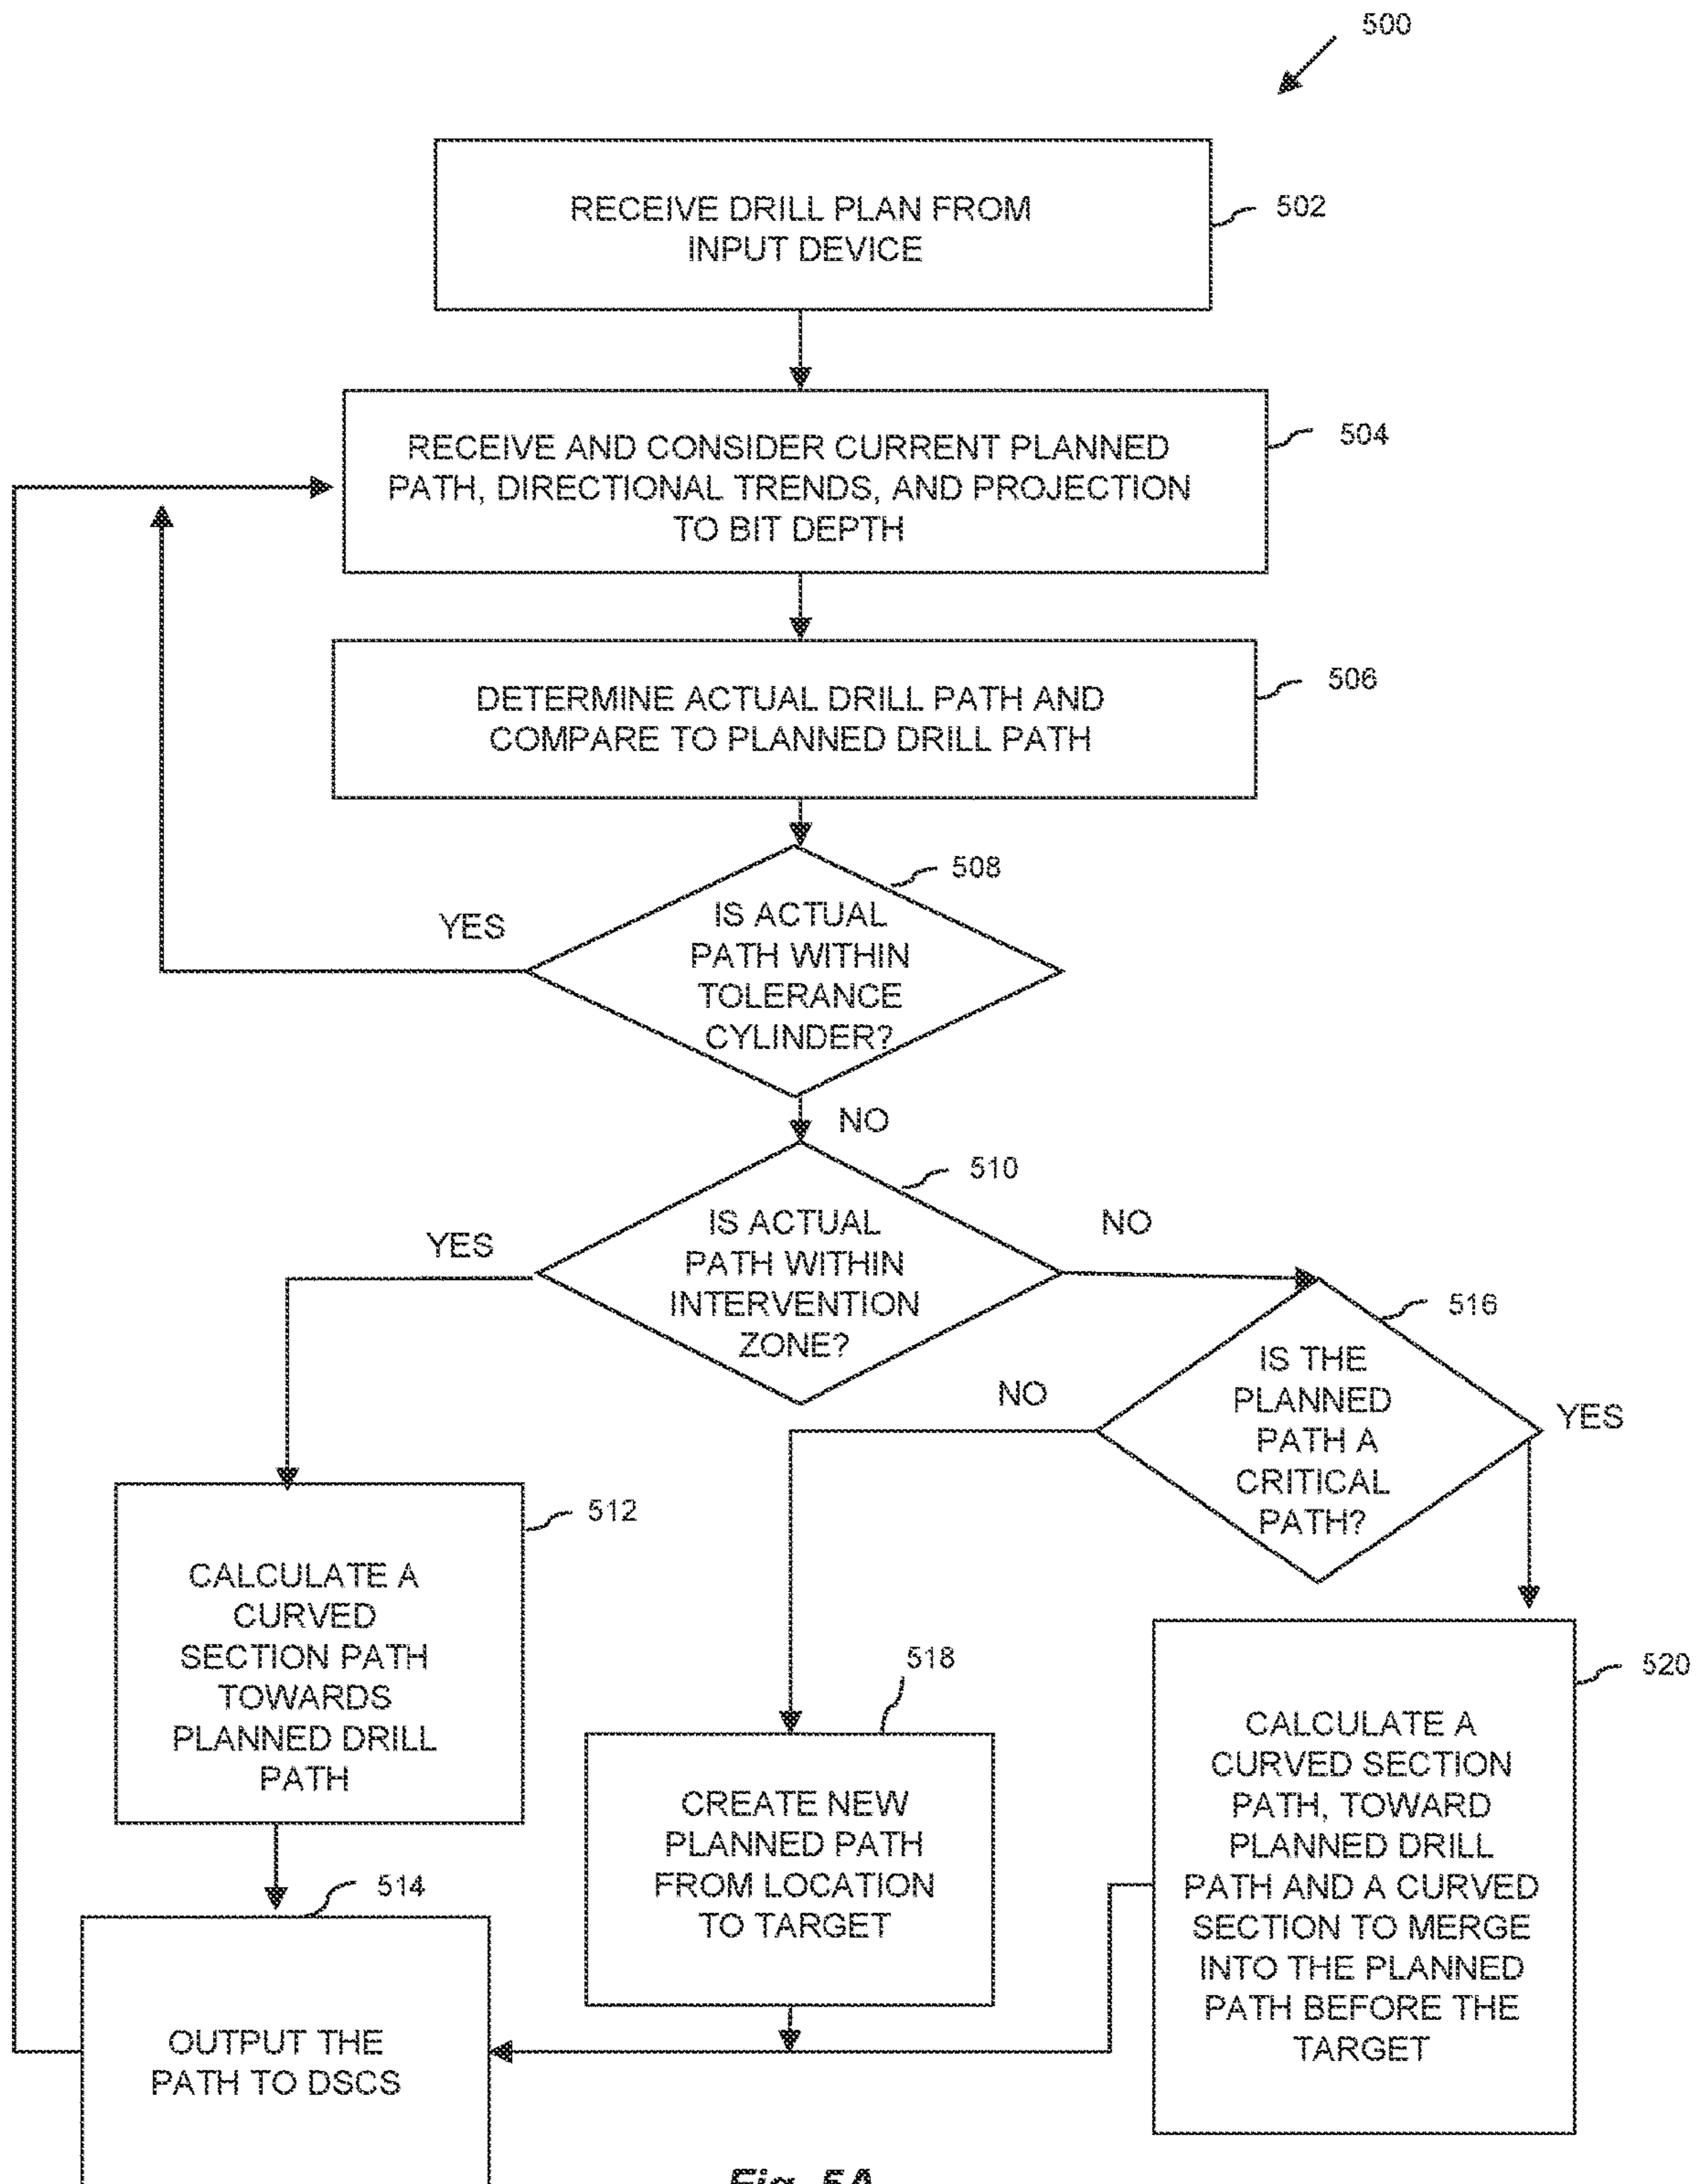 500
RECEIVE DRILL PLAN FROM
INPUT DEVICE
502
RECEIVE AND CONSIDER CURRENT PLANNED
PATH, DIRECTIONAL TRENDS, AND PROJECTION
TO BIT DEPTH
504
DETERMINE ACTUAL DRILL PATH AND
COMPARE TO PLANNED DRILL PATH
506
508
YES
IS ACTUAL
PATH WITHIN
TOLERANCE
CYLINDER?
NO
510
YES
IS ACTUAL
PATH WITHIN
INTERVENTION
ZONE?
NO
516
NO
IS THE
PLANNED
PATH A
CRITICAL
PATH?
YES
512
CALCULATE A
CURVED
SECTION PATH
TOWARDS
PLANNED DRILL
PATH
518
CREATE NEW
PLANNED PATH
FROM LOCATION
TO TARGET
520
CALCULATE A
CURVED SECTION
PATH, TOWARD
PLANNED DRILL
PATH AND A CURVED
SECTION TO MERGE
INTO THE PLANNED
PATH BEFORE THE
TARGET
514
OUTPUT THE
PATH TO DSCS
Fig. 5A